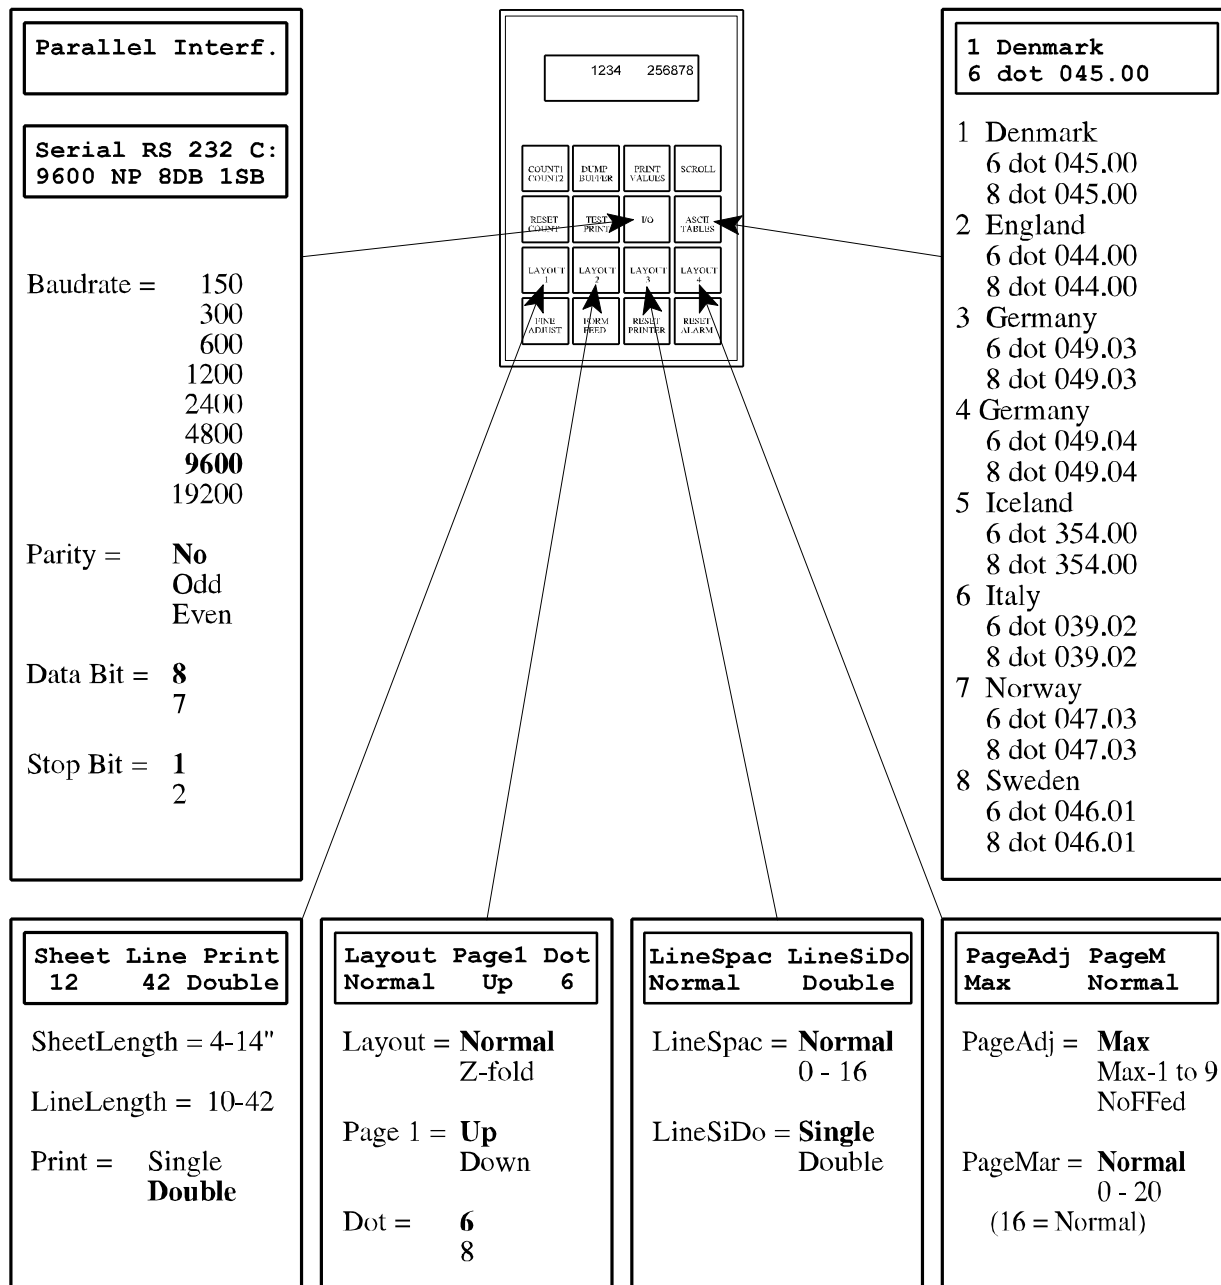 Parallel Interf.
Serial RS 232 C:
9600 NP 8DB 1SB
Baudrate = 150
300
600
1200
2400
4800
9600
19200
Parity = No
Odd
Even
Data Bit = 8
7
Stop Bit = 1
2
1234 256878
COUNT1
COUNT2
DUMP
BUFFER
PRINT
VALUES
SCROLL
RESET
COUNT
TEST
PRINT
I/O
ASCII
TABLES
LAYOUT
1
LAYOUT
2
LAYOUT
3
LAYOUT
4
FINE
ADJUST
FORM
FEED
RESET
PRINTER
RESET
ALARM
1 Denmark
6 dot 045.00
1 Denmark
6 dot 045.00
8 dot 045.00
2 England
6 dot 044.00
8 dot 044.00
3 Germany
6 dot 049.03
8 dot 049.03
4 Germany
6 dot 049.04
8 dot 049.04
5 Iceland
6 dot 354.00
8 dot 354.00
6 Italy
6 dot 039.02
8 dot 039.02
7 Norway
6 dot 047.03
8 dot 047.03
8 Sweden
6 dot 046.01
8 dot 046.01
Sheet Line Print
12 42 Double
SheetLength = 4-14"
LineLength = 10-42
Print = Single
Double
Layout Page1 Dot
Normal Up 6
Layout = Normal
Z-fold
Page 1 = Up
Down
Dot = 6
8
LineSpac LineSiDo
Normal Double
LineSpac = Normal
0 - 16
LineSiDo = Single
Double
PageAdj PageM
Max Normal
PageAdj = Max
Max-1 to 9
NoFFed
PageMar = Normal
0 - 20
(16 = Normal)